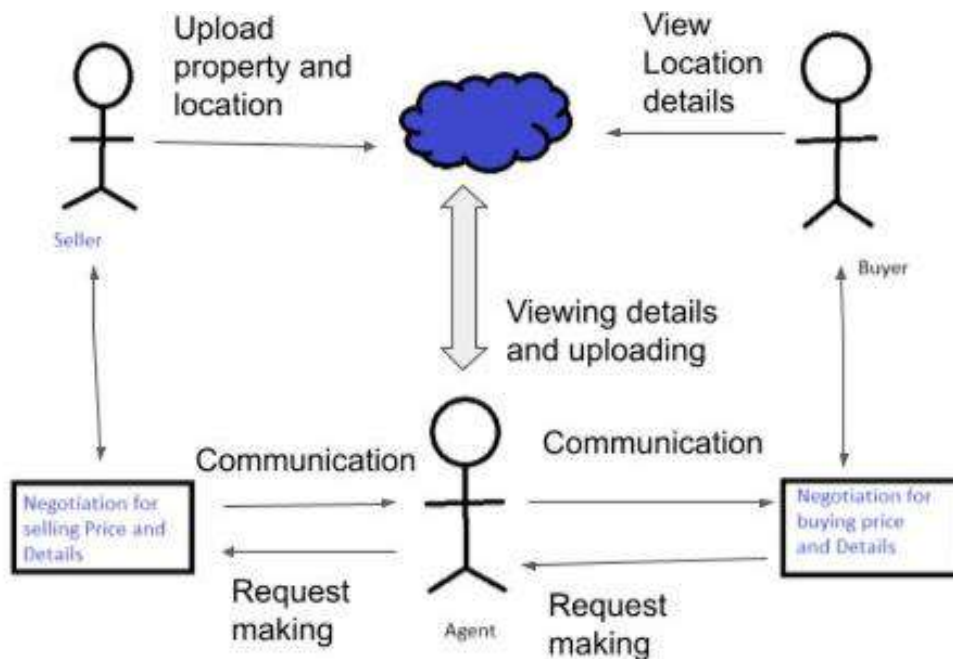 Upload
property and
location
View
Location
details
Seller
Buyer
Viewing details
and uploading
Communication
Communication
Negotiation for
selling Price and
Details
Negotiation for
buying price
and Details
Request
making
Agent
Request
making